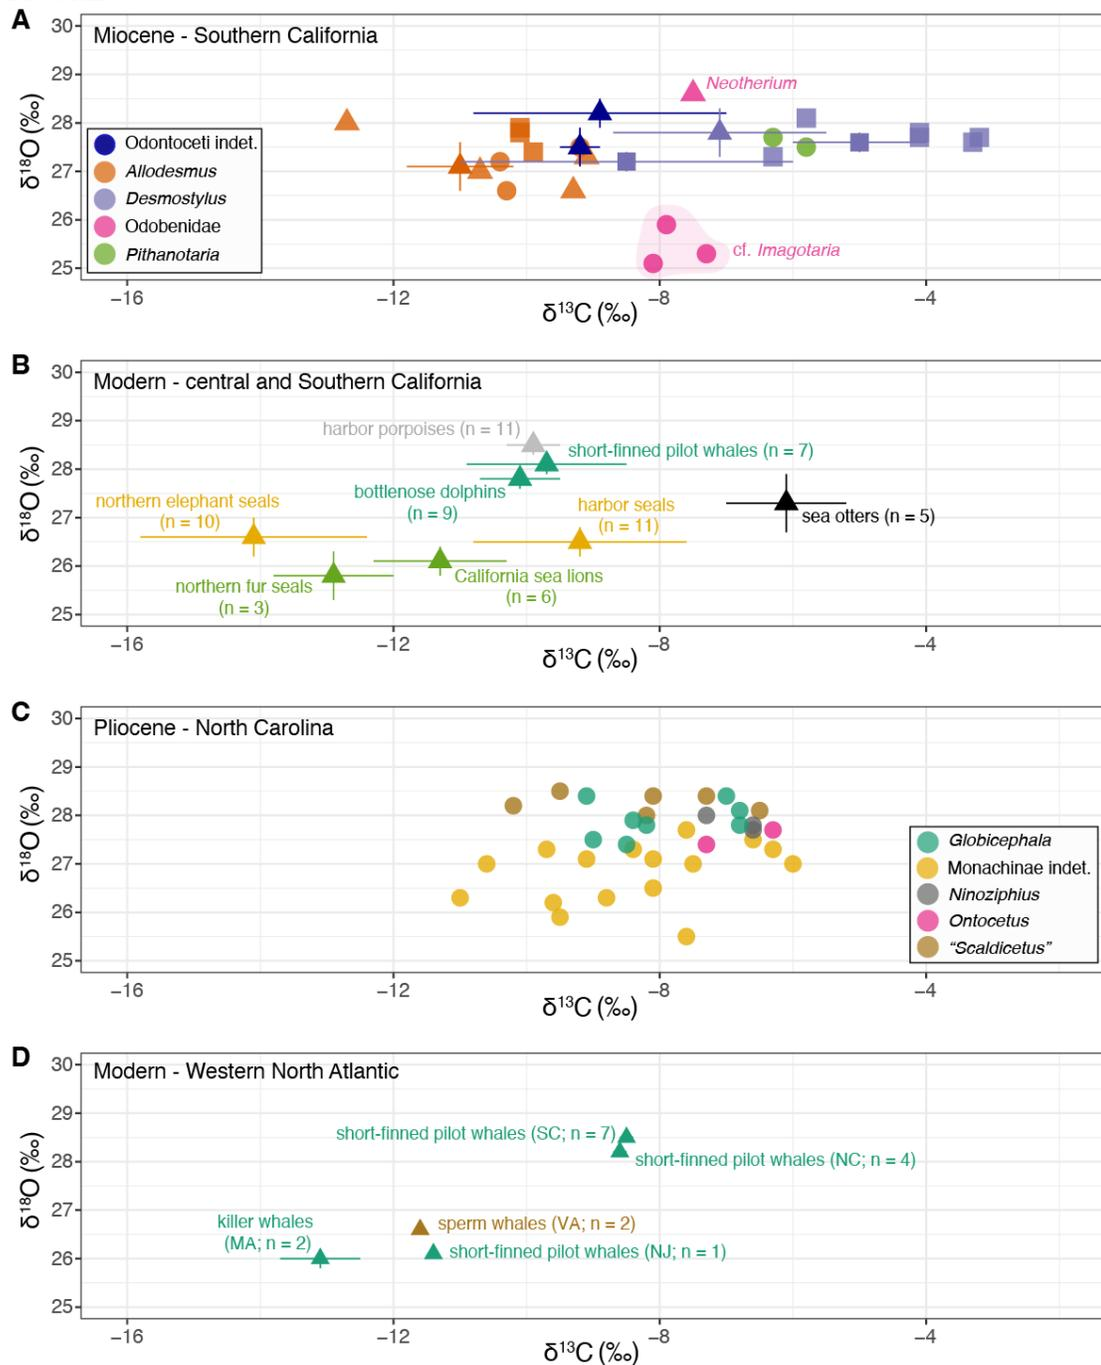 A
Miocene - Southern California
30
29
28
27
26
25
δ¹⁸O (‰)
Neotherium
Odontoceti indet.
Allodesmus
Desmostylus
Odobenidae
Pithanotaria
cf. Imagotaria
−16 −12 −8 −4
δ¹³C (‰)
B
Modern - central and Southern California
30
29
28
27
26
25
δ¹⁸O (‰)
harbor porpoises (n = 11)
short-finned pilot whales (n = 7)
bottlenose dolphins
(n = 9)
northern elephant seals
(n = 10)
harbor seals
(n = 11)
sea otters (n = 5)
northern fur seals
(n = 3)
California sea lions
(n = 6)
−16 −12 −8 −4
δ¹³C (‰)
C
Pliocene - North Carolina
30
29
28
27
26
25
δ¹⁸O (‰)
Globicephala
Monachinae indet.
Ninoziphius
Ontocetus
“Scaldicetus”
−16 −12 −8 −4
δ¹³C (‰)
D
Modern - Western North Atlantic
30
29
28
27
26
25
δ¹⁸O (‰)
short-finned pilot whales (SC; n = 7)
short-finned pilot whales (NC; n = 4)
killer whales
(MA; n = 2)
sperm whales (VA; n = 2)
short-finned pilot whales (NJ; n = 1)
−16 −12 −8 −4
δ¹³C (‰)